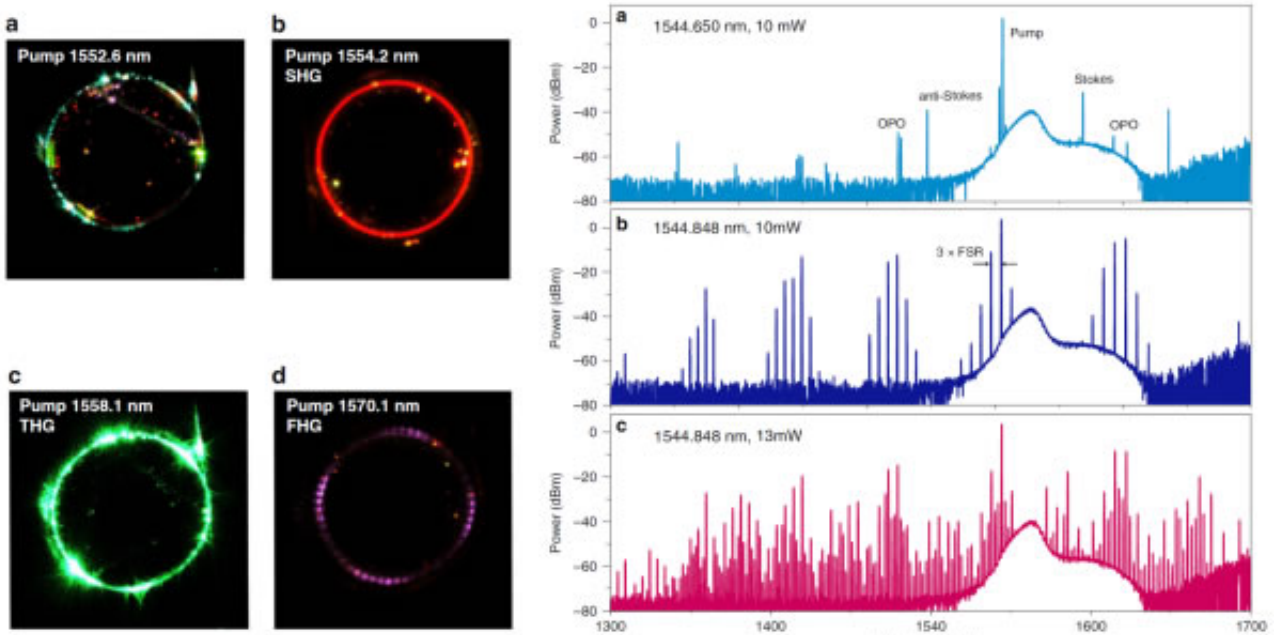 a
Pump 1552.6 nm
b
Pump 1554.2 nm
SHG
c
Pump 1558.1 nm
THG
d
Pump 1570.1 nm
FHG
a
1544.650 nm, 10 mW
Pump
anti-Stokes
Stokes
OPO
OPO
Power (dBm)
0
−20
−40
−60
−80
b
1544.848 nm, 10mW
3 × FSR
Power (dBm)
0
−20
−40
−60
−80
c
1544.848 nm, 13mW
Power (dBm)
0
−20
−40
−60
−80
1300
1400
1540
1600
1700